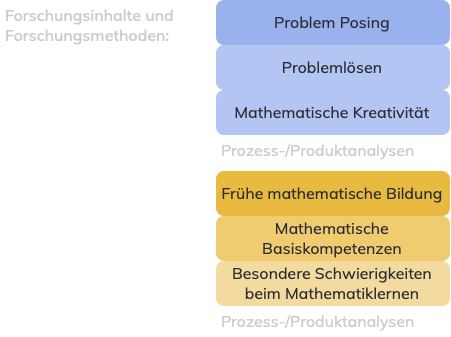 Forschungsinhalte und
Forschungsmethoden:
Problem Posing
Problemlösen
Mathematische Kreativität
Prozess-/Produktanalysen
Frühe mathematische Bildung
Mathematische
Basiskompetenzen
Besondere Schwierigkeiten
beim Mathematiklernen
Prozess-/Produktanalysen